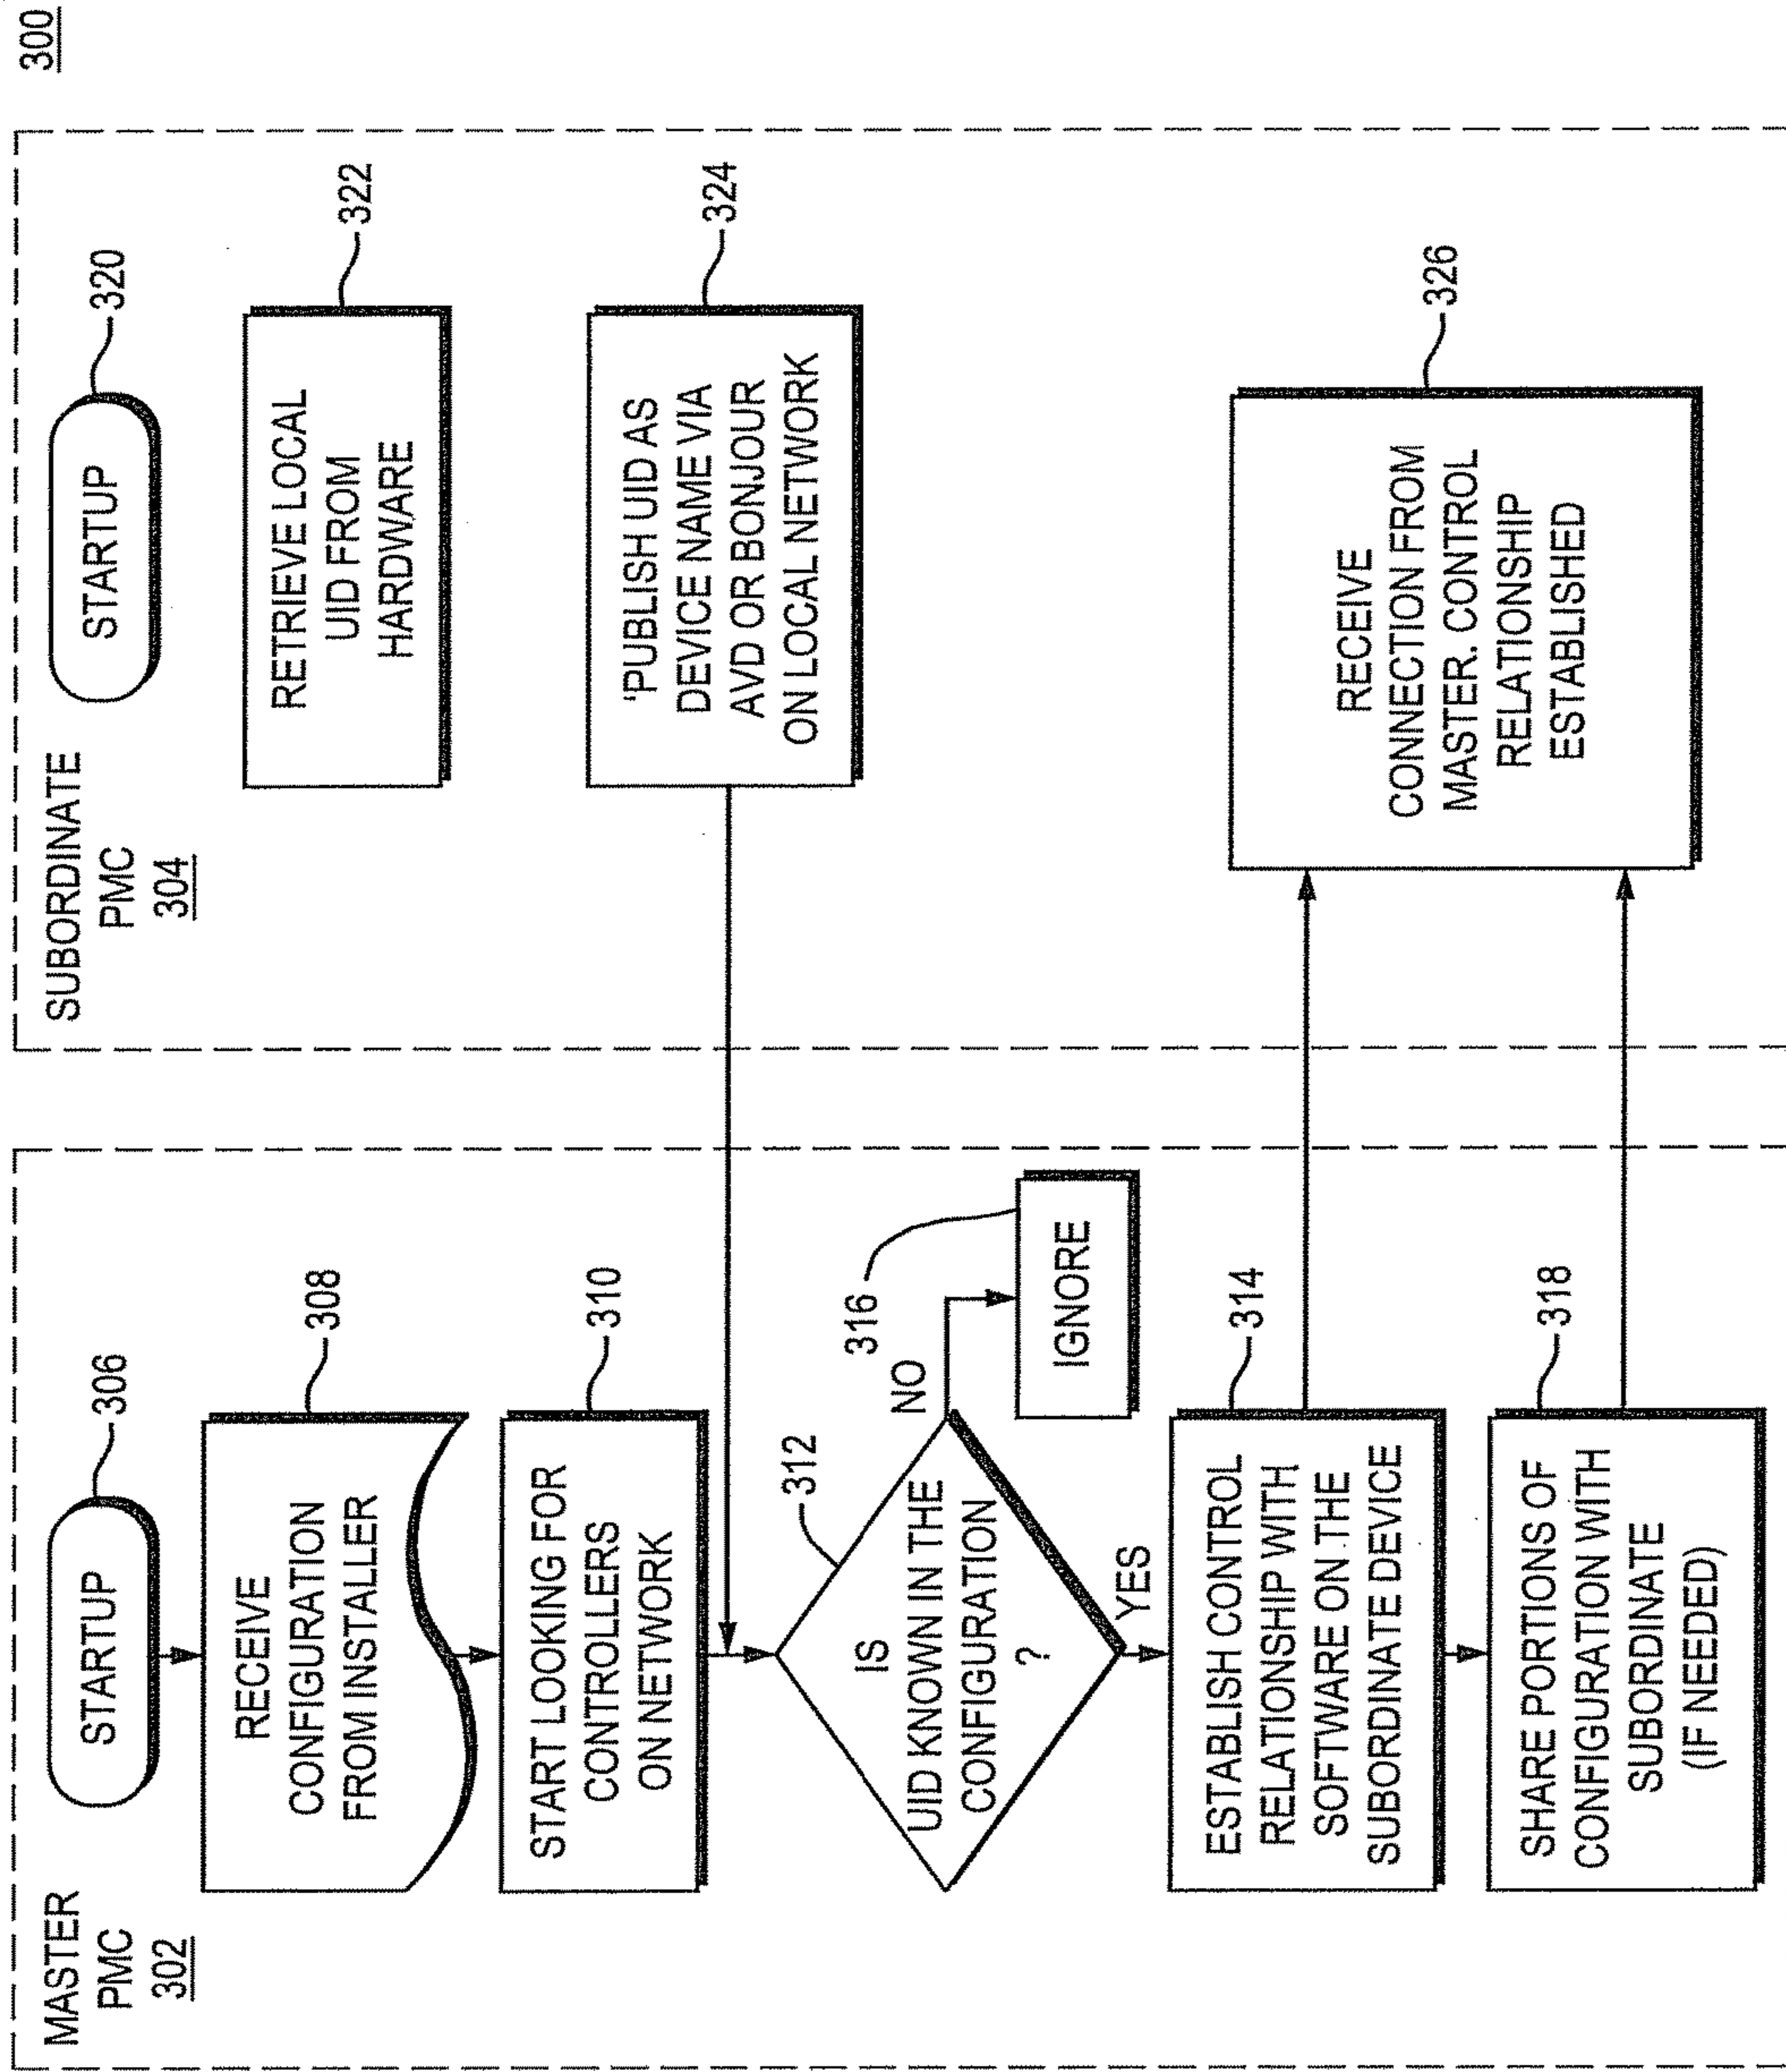 300
MASTER
PMC
302
STARTUP
306
RECEIVE
CONFIGURATION
FROM INSTALLER
308
START LOOKING FOR
CONTROLLERS
ON NETWORK
310
IS
UID KNOWN IN THE
CONFIGURATION
?
312
NO
316
IGNORE
YES
ESTABLISH CONTROL
RELATIONSHIP WITH
SOFTWARE ON THE
SUBORDINATE DEVICE
314
SHARE PORTIONS OF
CONFIGURATION WITH
SUBORDINATE
(IF NEEDED)
318
SUBORDINATE
PMC
304
STARTUP
320
RETRIEVE LOCAL
UID FROM
HARDWARE
322
'PUBLISH UID AS
DEVICE NAME VIA
AVD OR BONJOUR
ON LOCAL NETWORK
324
RECEIVE
CONNECTION FROM
MASTER. CONTROL
RELATIONSHIP
ESTABLISHED
326